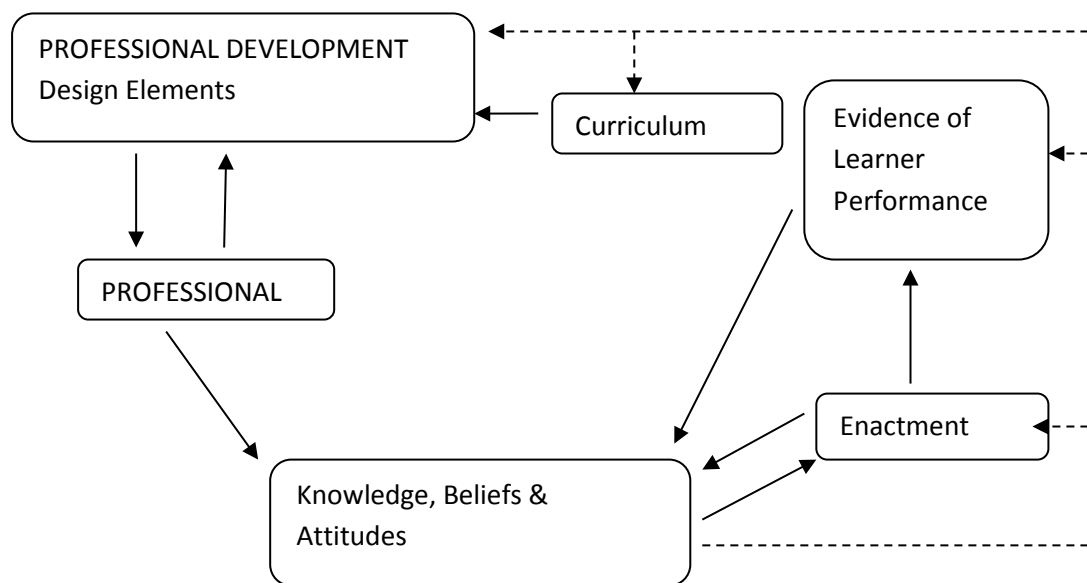 PROFESSIONAL DEVELOPMENT
Design Elements
Curriculum
Evidence of
Learner
Performance
PROFESSIONAL
Enactment
Knowledge, Beliefs &
Attitudes